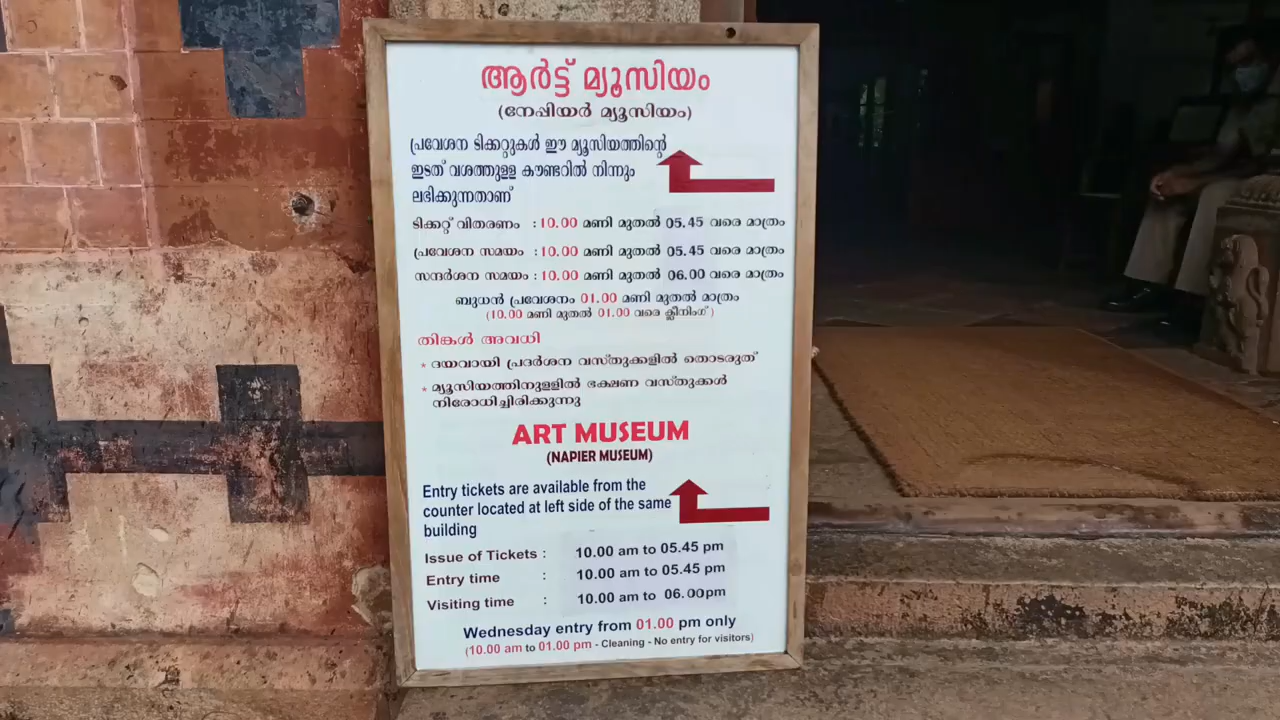 ആർട്ട് മ്യൂസിയം
(നേപ്പിയർ മ്യൂസിയം)
പ്രവേശന ടിക്കറ്റുകൾ ഈ മ്യൂസിയത്തിന്റെ
ഇടത് വശത്തുള്ള കൗണ്ടറിൽ നിന്നും
ലഭിക്കുന്നതാണ്
ടിക്കറ്റ് വിതരണം : 10.00 മണി മുതൽ 05.45 വരെ മാത്രം
പ്രവേശന സമയം : 10.00 മണി മുതൽ 05.45 വരെ മാത്രം
സന്ദർശന സമയം : 10.00 മണി മുതൽ 06.00 വരെ മാത്രം
ബുധൻ പ്രവേശനം 01.00 മണി മുതൽ മാത്രം
(10.00 മണി മുതൽ 01.00 വരെ ക്ലീനിംഗ്)
തിങ്കൾ അവധി
* ദയവായി പ്രദർശന വസ്തുക്കളിൽ തൊടരുത്
* മ്യൂസിയത്തിനുള്ളിൽ ഭക്ഷണ വസ്തുക്കൾ
നിരോധിച്ചിരിക്കുന്നു
ART MUSEUM
(NAPIER MUSEUM)
Entry tickets are available from the
counter located at left side of the same
building
Issue of Tickets : 10.00 am to 05.45 pm
Entry time : 10.00 am to 05.45 pm
Visiting time : 10.00 am to 06.00pm
Wednesday entry from 01.00 pm only
(10.00 am to 01.00 pm - Cleaning - No entry for visitors)